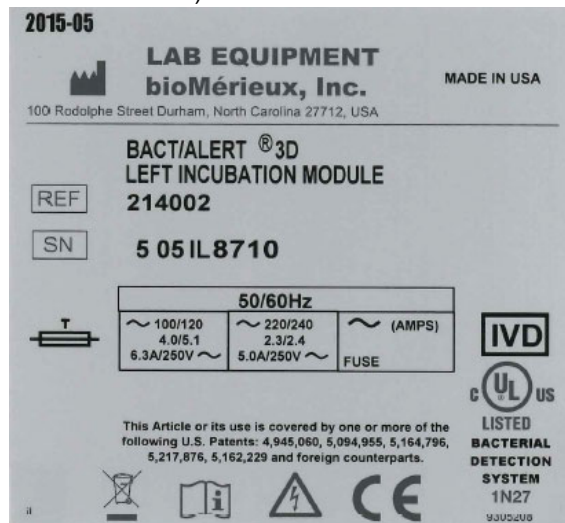 2015-05
LAB EQUIPMENT
bioMérieux, Inc.
MADE IN USA
100 Rodolphe Street Durham, North Carolina 27712, USA
BACT/ALERT ®3D
LEFT INCUBATION MODULE
REF 214002
SN 5 05 IL8710
50/60Hz
T
~ 100/120
4.0/5.1
6.3A/250V ~
~ 220/240
2.3/2.4
5.0A/250V ~
~ (AMPS)
FUSE
IVD
C UL US
LISTED
BACTERIAL
DETECTION
SYSTEM
1N27
9305208
This Article or its use is covered by one or more of the
following U.S. Patents: 4,945,060, 5,094,955, 5,164,796,
5,217,876, 5,162,229 and foreign counterparts.
i
CE